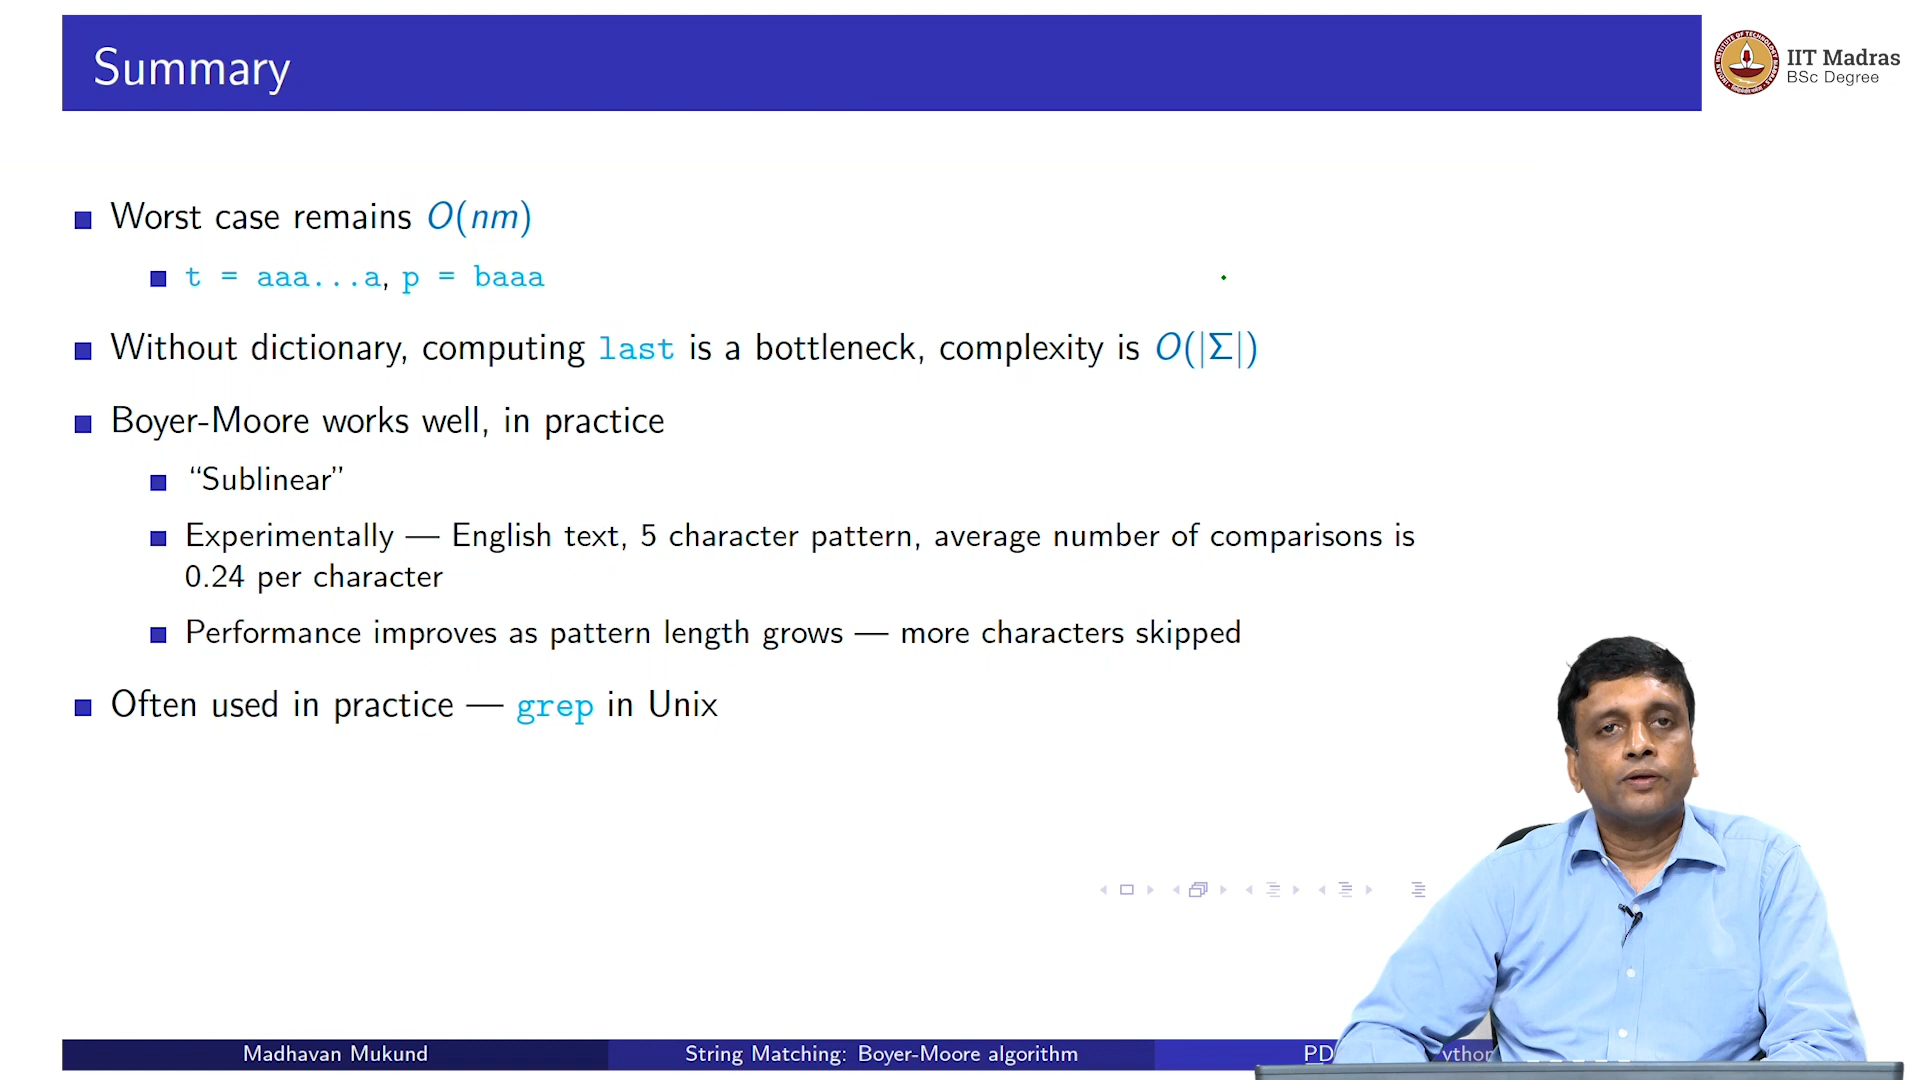 Summary
IIT Madras
BSc Degree
Worst case remains O(nm)
t = aaa...a, p = baaa
Without dictionary, computing last is a bottleneck, complexity is O(|Σ|)
Boyer-Moore works well, in practice
“Sublinear”
Experimentally — English text, 5 character pattern, average number of comparisons is
0.24 per character
Performance improves as pattern length grows — more characters skipped
Often used in practice — grep in Unix
Madhavan Mukund
String Matching: Boyer-Moore algorithm
PD